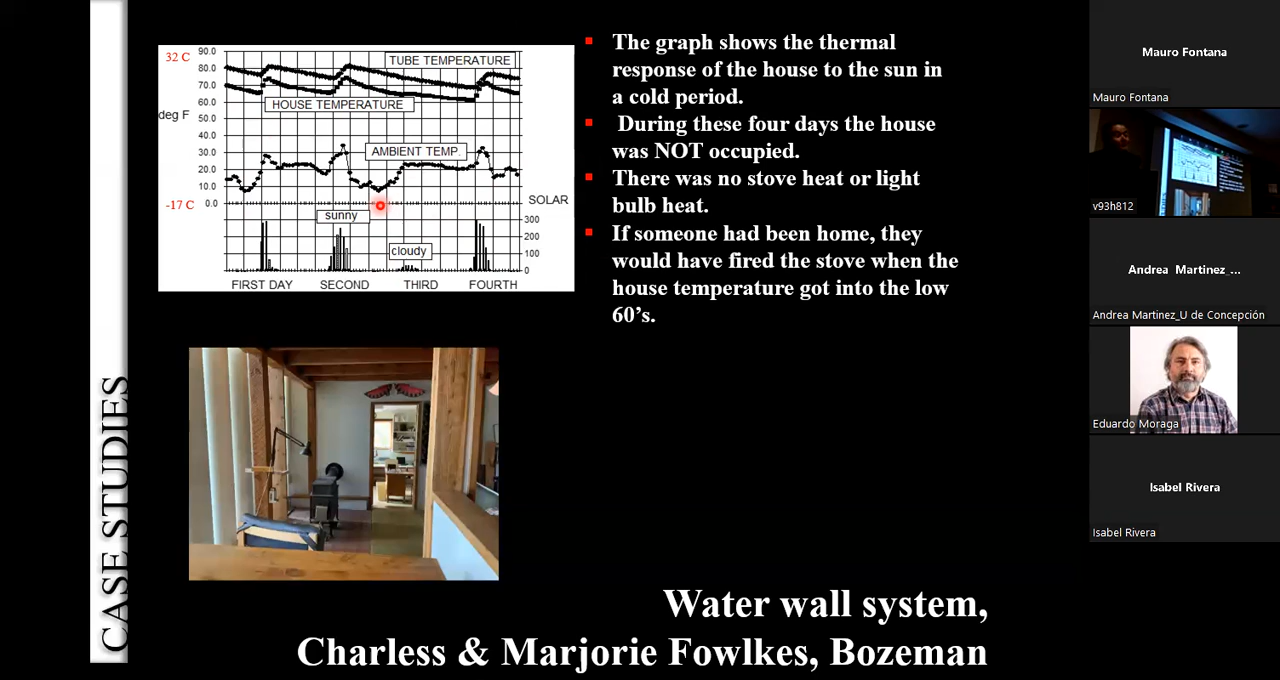 32 C
90.0
80.0
70.0
60.0
deg F
50.0
40.0
30.0
20.0
10.0
-17 C
0.0
TUBE TEMPERATURE
HOUSE TEMPERATURE
AMBIENT TEMP.
SOLAR
sunny
300
200
cloudy
100
0
FIRST DAY
SECOND
THIRD
FOURTH
The graph shows the thermal
response of the house to the sun in
a cold period.
During these four days the house
was NOT occupied.
There was no stove heat or light
bulb heat.
If someone had been home, they
would have fired the stove when the
house temperature got into the low
60’s.
CASE STUDIES
Water wall system,
Charless & Marjorie Fowlkes, Bozeman
Mauro Fontana
Mauro Fontana
v93h812
Andrea Martinez_...
Andrea Martinez_U de Concepción
Eduardo Moraga
Isabel Rivera
Isabel Rivera